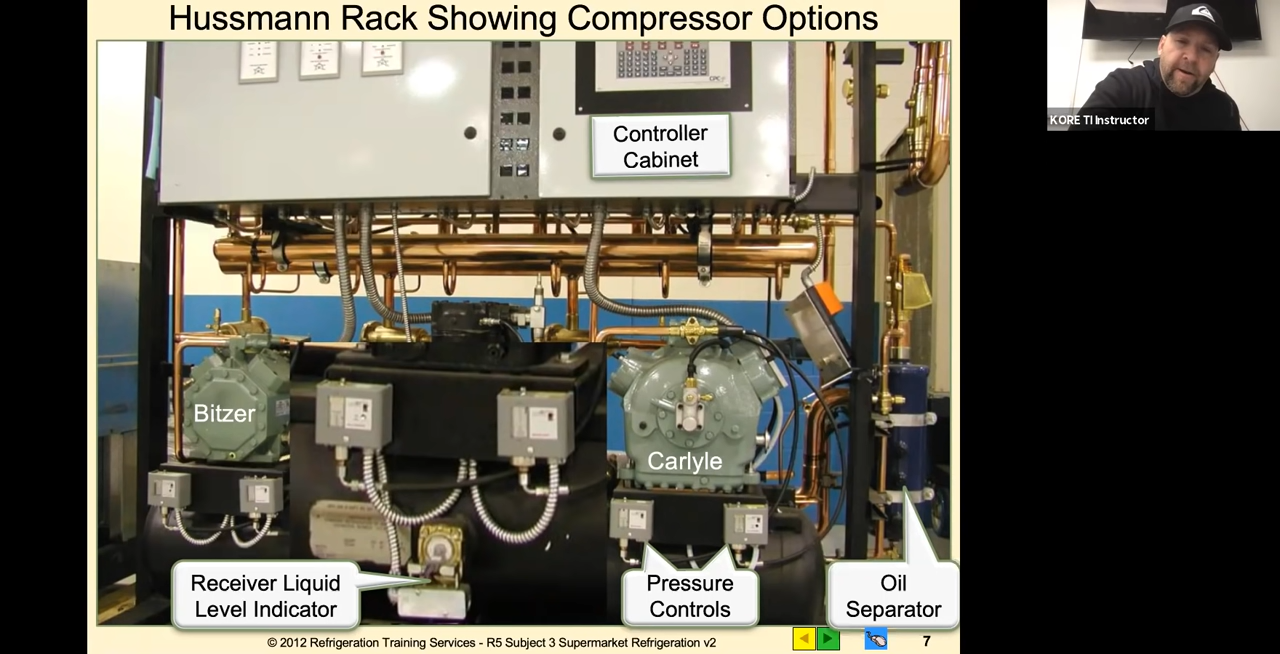 Hussmann Rack Showing Compressor Options
KORE TI Instructor
CPC
Controller
Cabinet
Bitzer
Carlyle
Receiver Liquid
Level Indicator
Pressure
Controls
Oil
Separator
© 2012 Refrigeration Training Services - R5 Subject 3 Supermarket Refrigeration v2
7